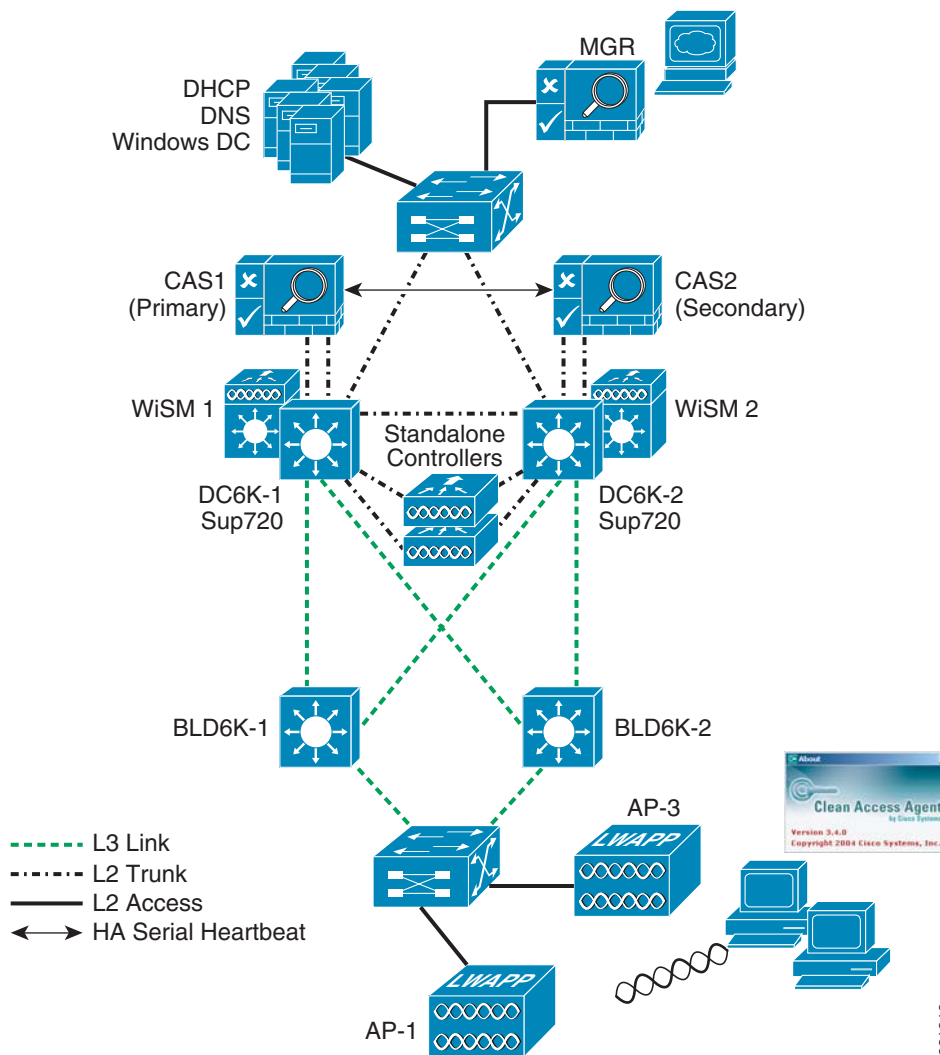 MGR
DHCP
DNS
Windows DC
CAS1
(Primary)
CAS2
(Secondary)
WiSM 1
WiSM 2
Standalone
Controllers
DC6K-1
Sup720
DC6K-2
Sup720
BLD6K-1
BLD6K-2
About
Clean Access Agent
by Cisco Systems
Version 3.4.0
Copyright 2004 Cisco Systems, Inc.
AP-3
LWAPP
L3 Link
L2 Trunk
L2 Access
HA Serial Heartbeat
LWAPP
AP-1